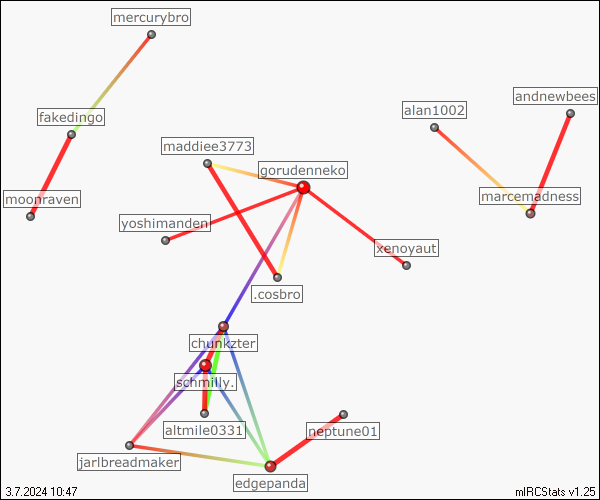 mercurybro
andnewbees
alan1002
fakedingo
maddiee3773
gorudenneko
moonraven
marcemadness
yoshimanden
xenoyaut
.cosbro
chunkzter
schmilly.
altmile0331
neptune01
jarlbreadmaker
edgepanda
3.7.2024 10:47
mIRCStats v1.25